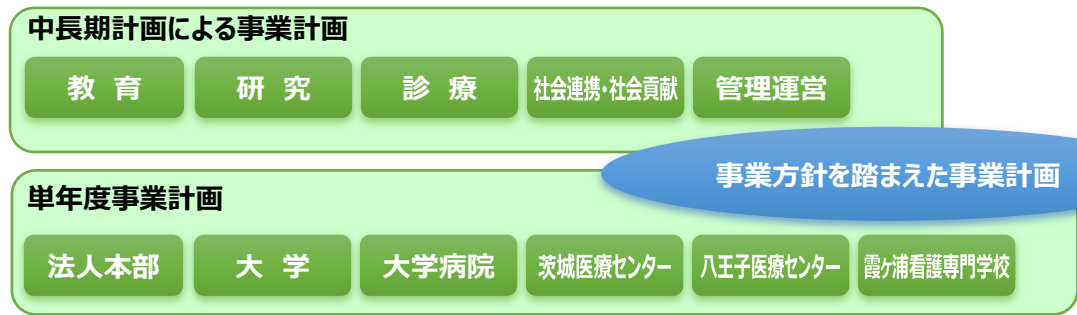 中長期計画による事業計画
教 育 研 究 診 療 社会連携・社会貢献 管理運営
事業方針を踏まえた事業計画
単年度事業計画
法人本部 大 学 大学病院 茨城医療センター 八王子医療センター 霞ケ浦看護専門学校